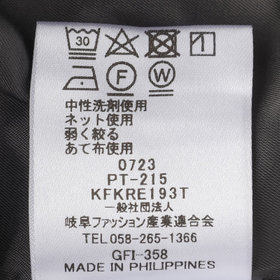 30
F W
中性洗剤使用
ネット使用
弱く絞る
あて布使用
0723
PT-215
KFKRE193T
一般社団法人
岐阜ファッション産業連合会
TEL 058-265-1366
GFI-358
MADE IN PHILIPPINES